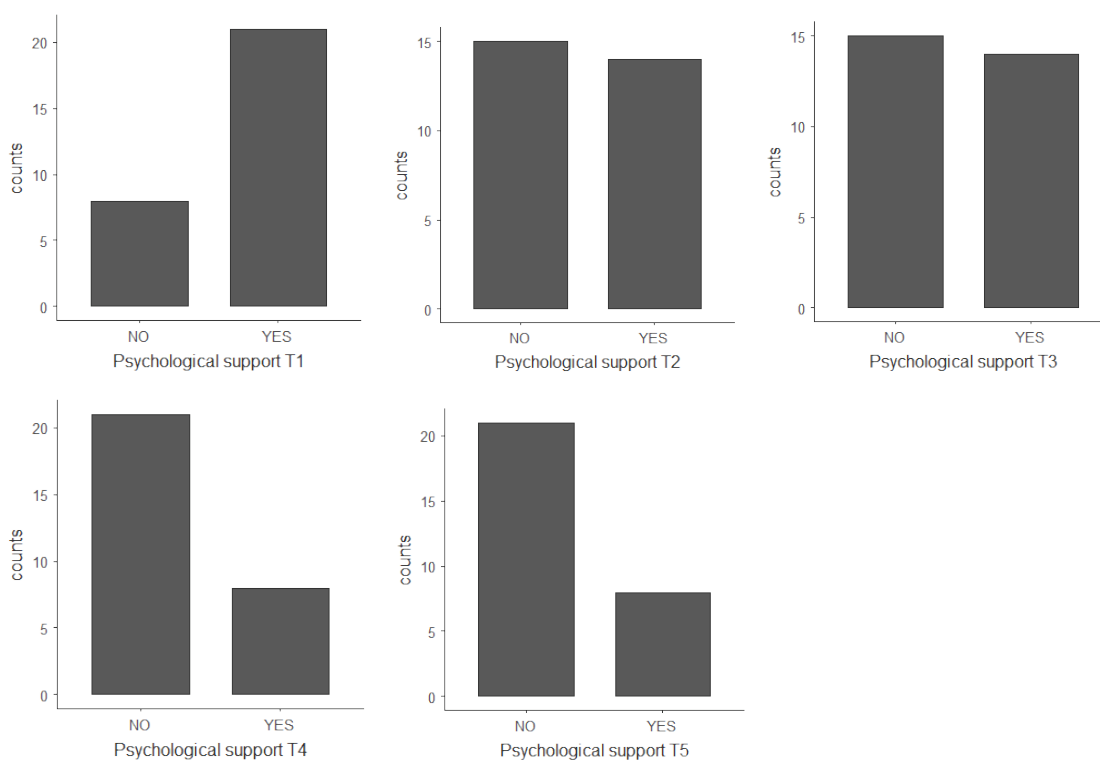 counts
20
15
10
5
0
NO YES
Psychological support T1
counts
15
10
5
0
NO YES
Psychological support T2
counts
15
10
5
0
NO YES
Psychological support T3
counts
20
15
10
5
0
NO YES
Psychological support T4
counts
20
15
10
5
0
NO YES
Psychological support T5